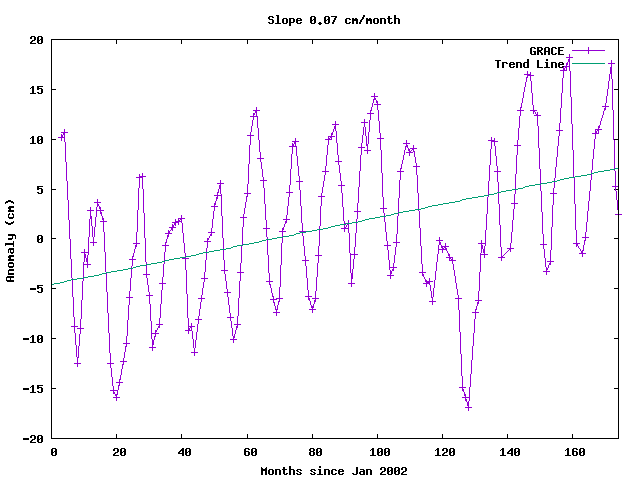 Slope 0.07 cm/month
GRACE
Trend Line
20
15
10
5
0
-5
-10
-15
-20
Anomaly (cm)
0 20 40 60 80 100 120 140 160
Months since Jan 2002